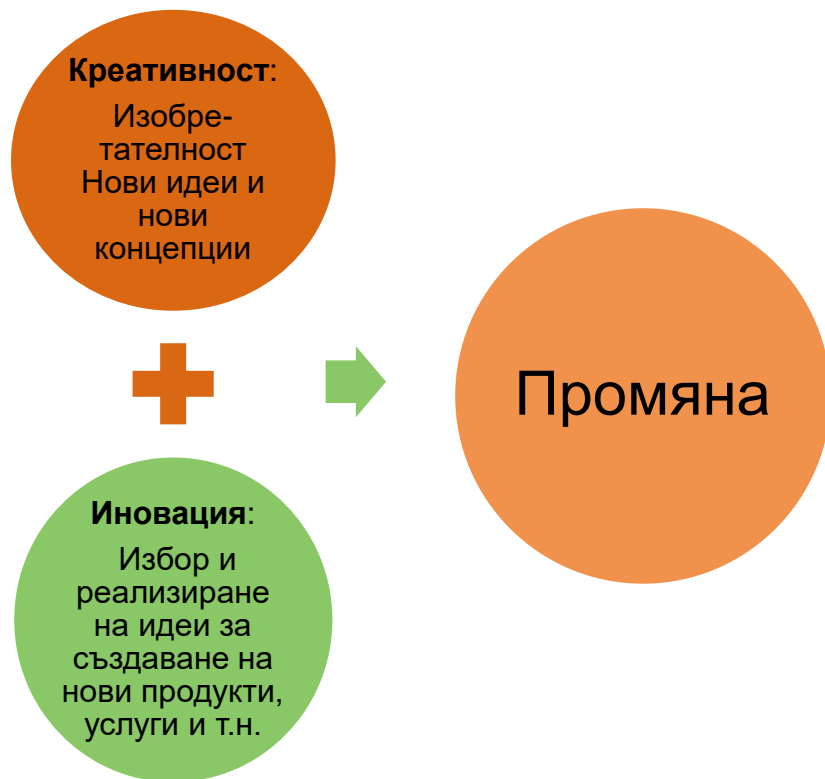 Креативност:
Изобре-
тателност
Нови идеи и
нови
концепции
Иновация:
Избор и
реализиране
на идеи за
създаване на
нови продукти,
услуги и т.н.
Промяна